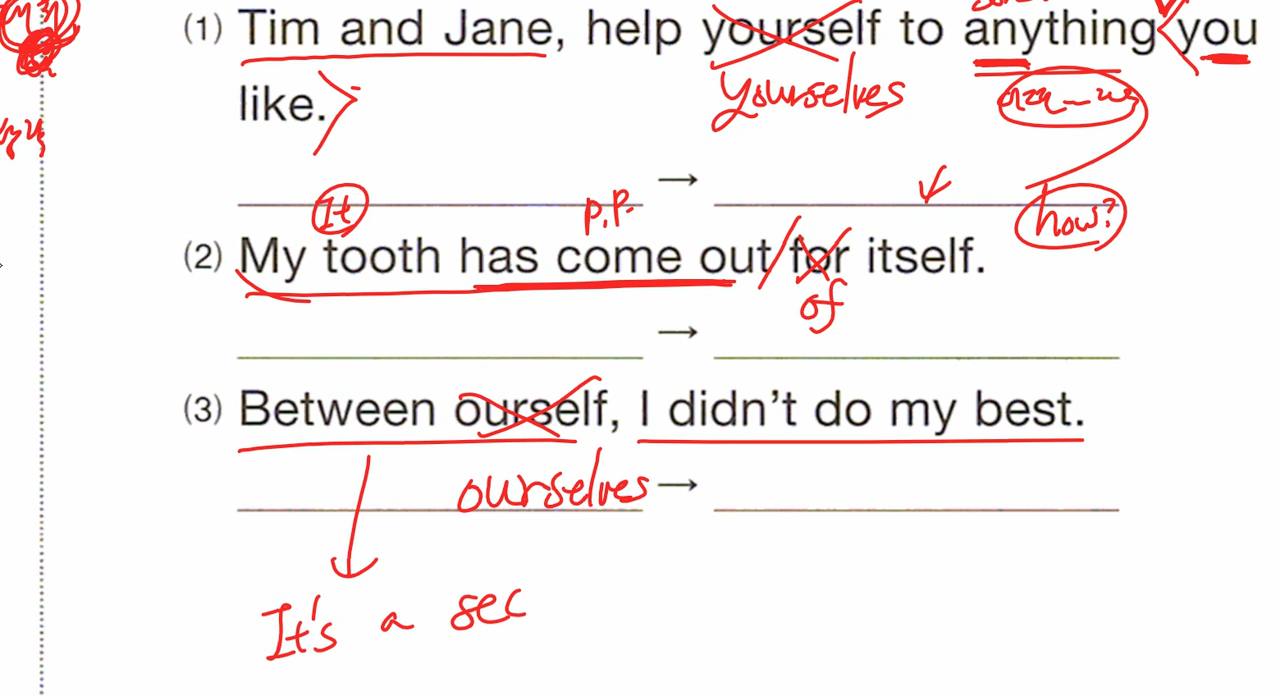 (1) Tim and Jane, help yourself to anything you
yourselves
like.
→
how?
It
p.p.
(2) My tooth has come out for itself.
of
→
(3) Between ourself, I didn't do my best.
ourselves →
It's a sec